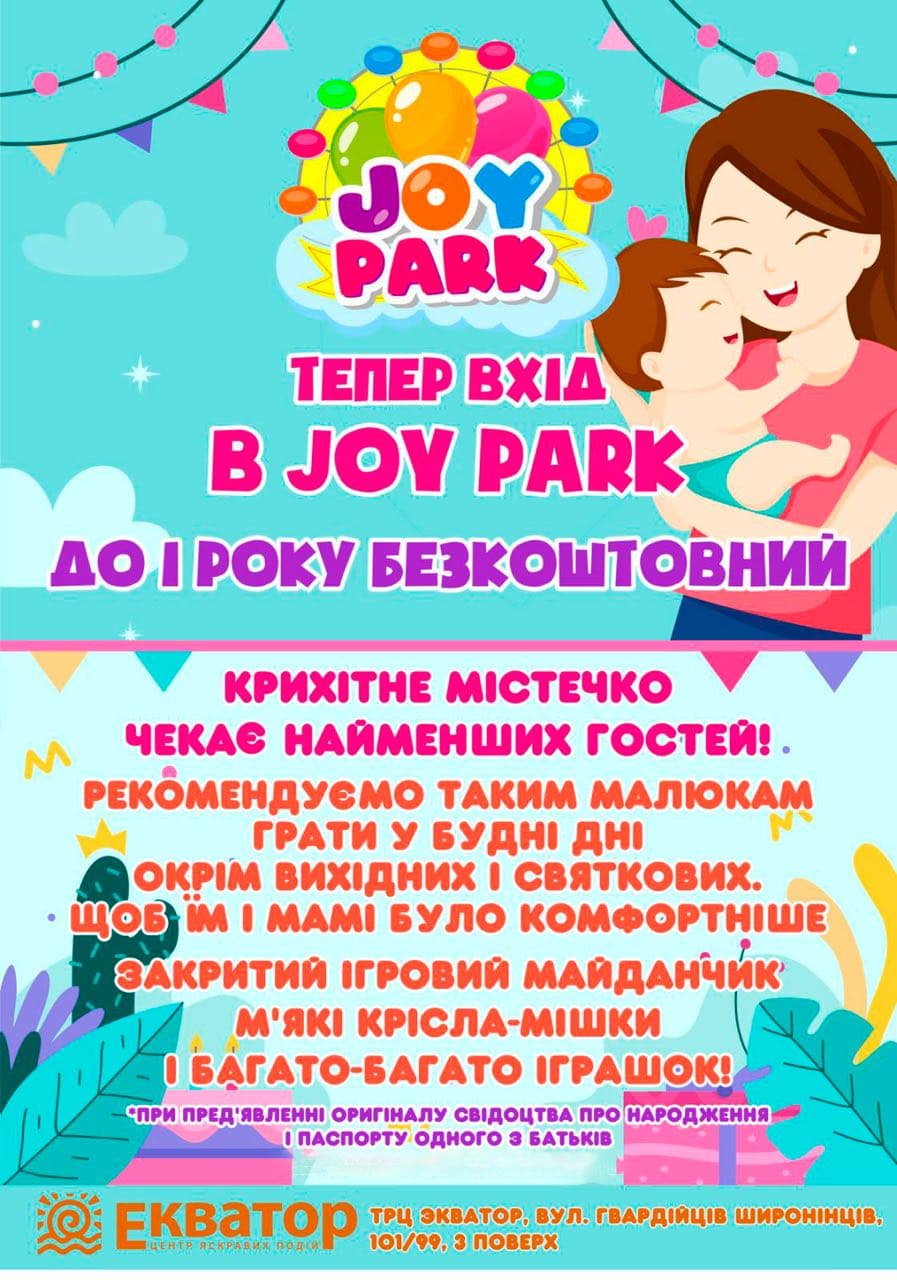 JOY
PARK
ТЕПЕР ВХІД
В JOY PARK
ДО 1 РОКУ БЕЗКОШТОВНИЙ
КРИХІТНЕ МІСТЕЧКО
ЧЕКАЄ НАЙМЕНШИХ ГОСТЕЙ!
РЕКОМЕНДУЄМО ТАКИМ МАЛЮКАМ
ГРАТИ У БУДНІ ДНІ
ОКРІМ ВИХІДНИХ І СВЯТКОВИХ.
ЩОБ ЇМ І МАМІ БУЛО КОМФОРТНІШЕ
ЗАКРИТИЙ ІГРОВИЙ МАЙДАНЧИК
М'ЯКІ КРІСЛА-МІШКИ
І БАГАТО-БАГАТО ІГРАШОК!
*ПРИ ПРЕД'ЯВЛЕННІ ОРИГІНАЛУ СВІДОЦТВА ПРО НАРОДЖЕННЯ
І ПАСПОРТУ ОДНОГО З БАТЬКІВ
ЕКВАТОР
ЦЕНТР ЯСКРАВИХ ПОДІЙ
ТРЦ ЭКВАТОР, ВУЛ. ГВАРДІЙЦІВ ШИРОНІНЦІВ,
101/99, 3 ПОВЕРХ